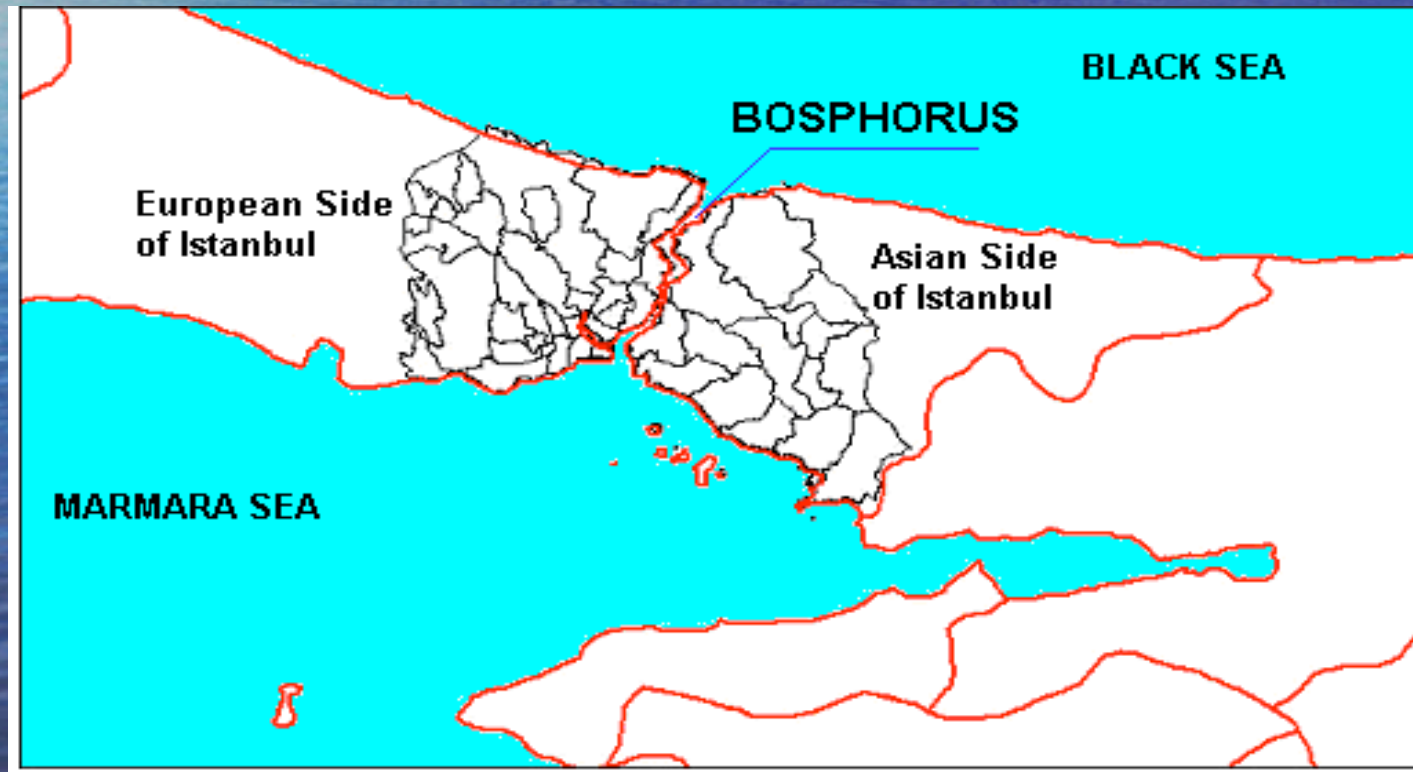 BLACK SEA
BOSPHORUS
European Side
of Istanbul
Asian Side
of Istanbul
MARMARA SEA